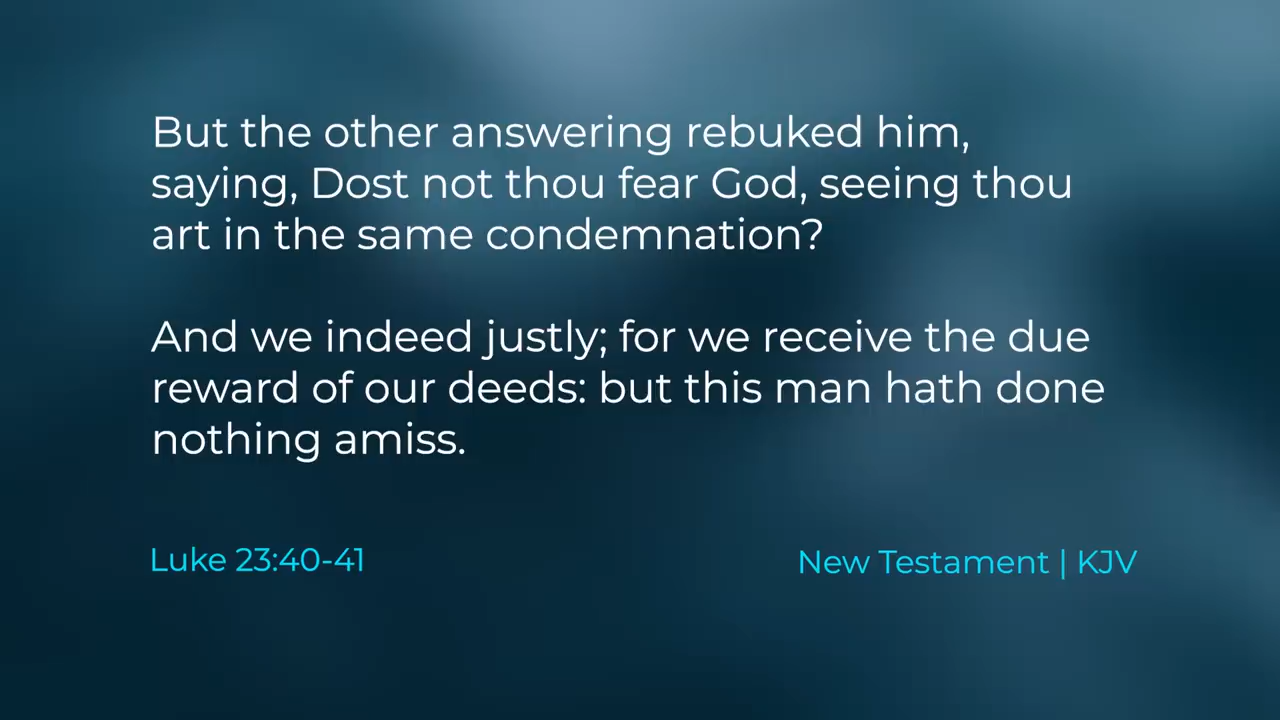 But the other answering rebuked him,
saying, Dost not thou fear God, seeing thou
art in the same condemnation?
And we indeed justly; for we receive the due
reward of our deeds: but this man hath done
nothing amiss.
Luke 23:40-41
New Testament | KJV